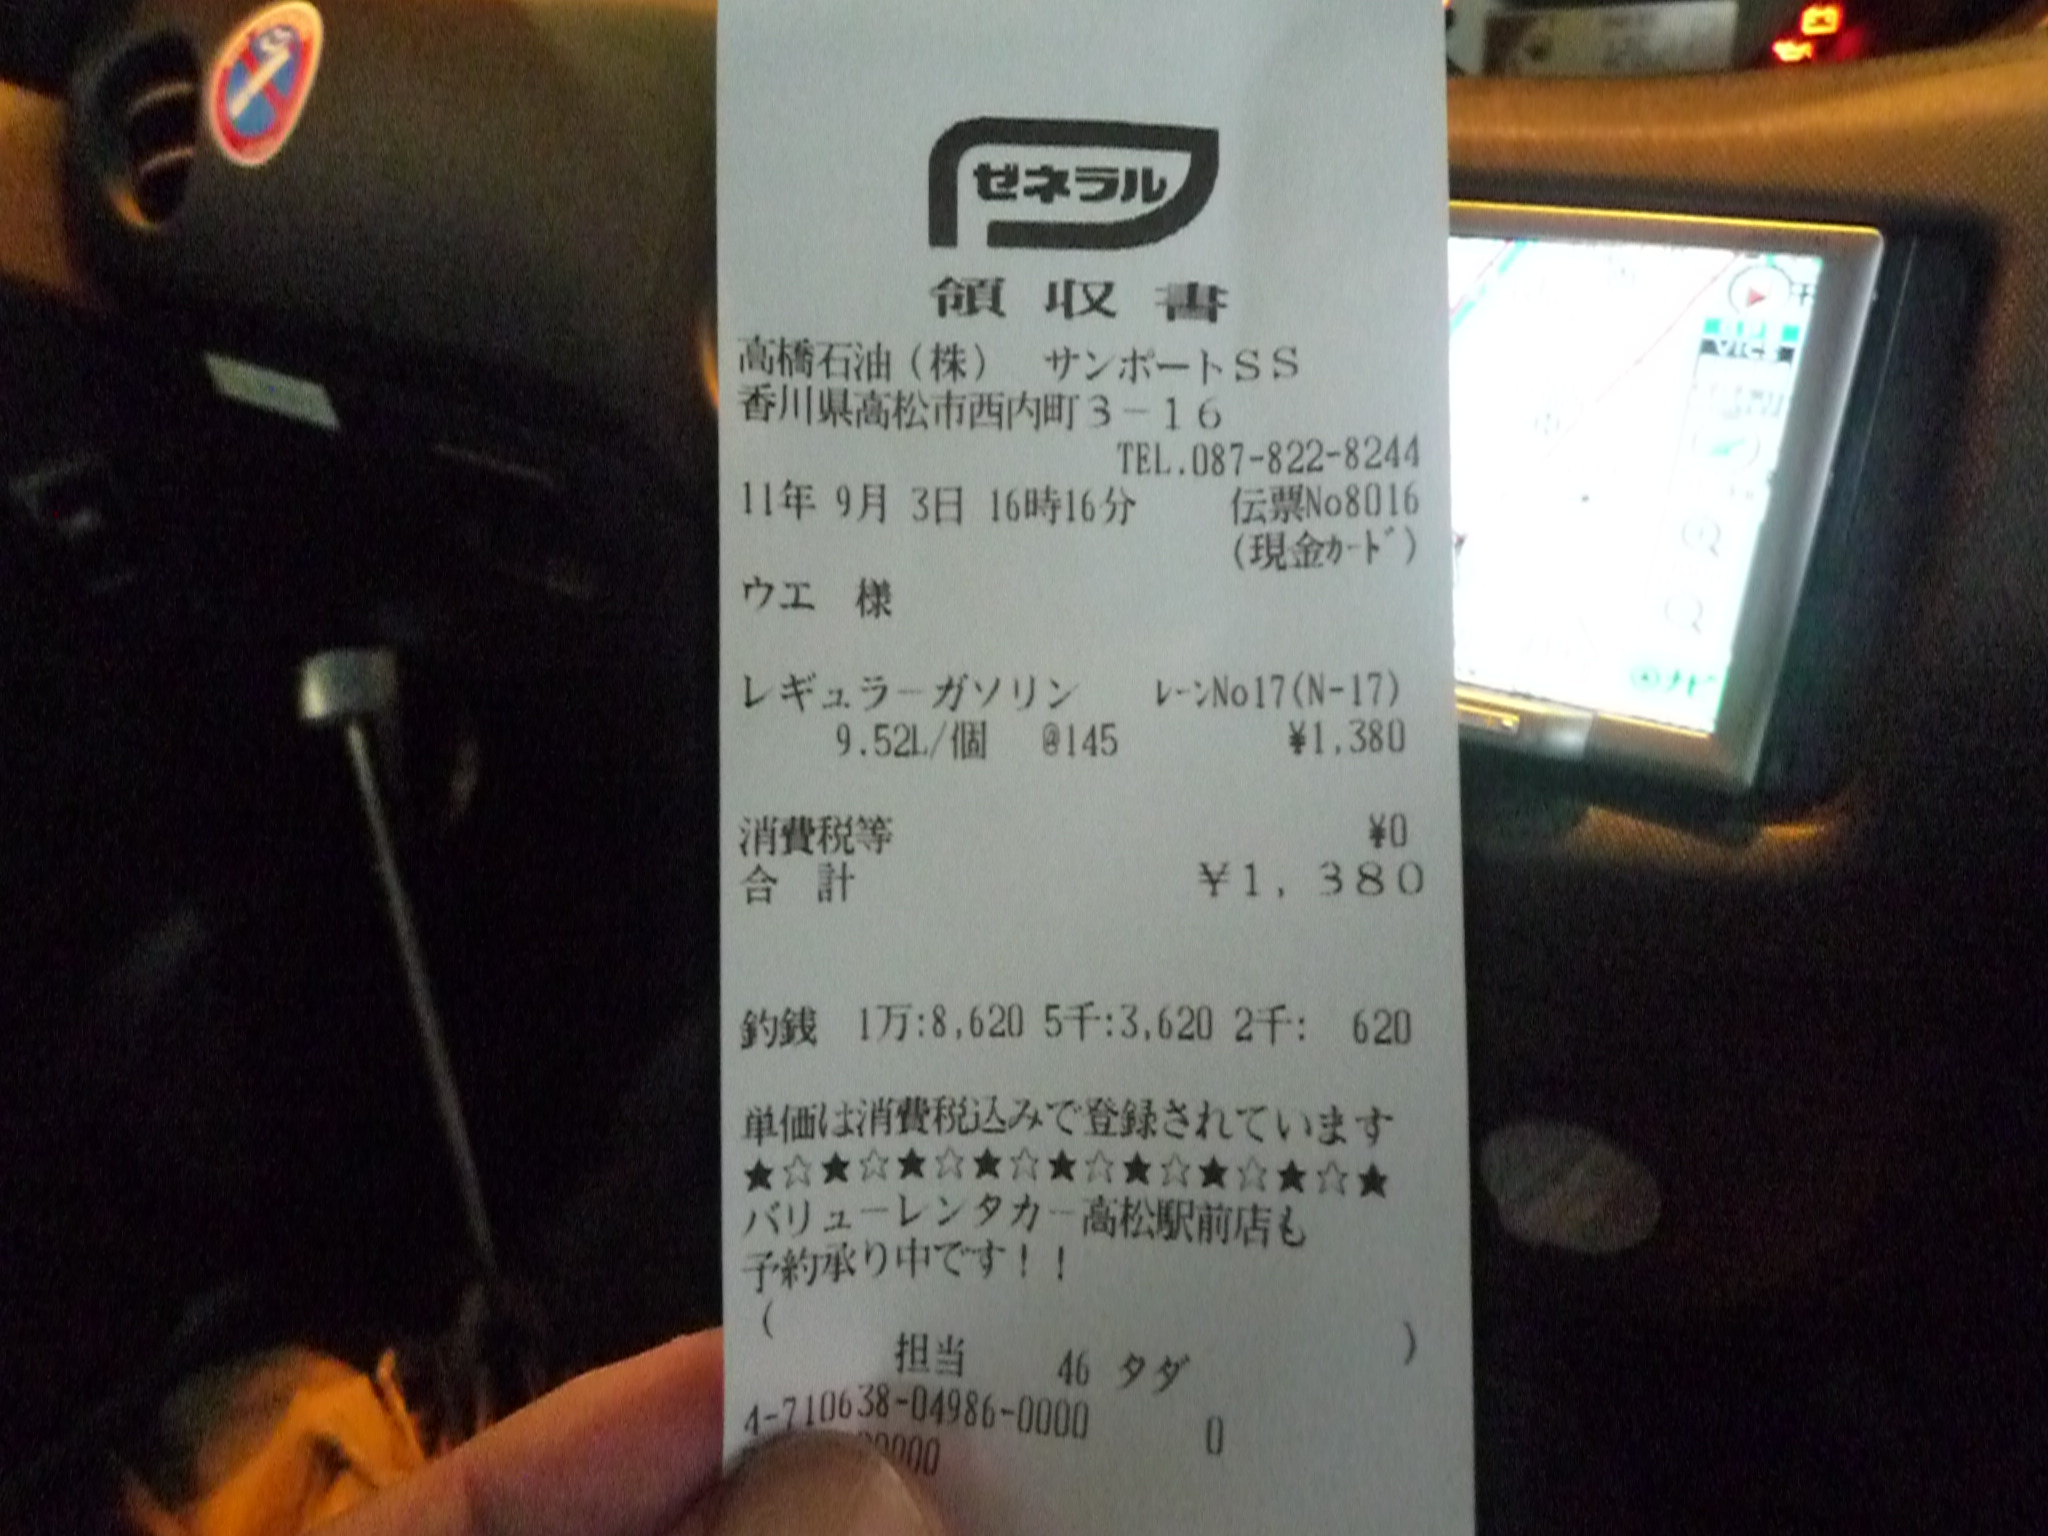 ゼネラル
領収書
高橋石油（株）　サンポートＳＳ
香川県高松市西内町３－１６
TEL.087-822-8244
11年 9月 3日 16時16分 伝票No8016
(現金ｶｰﾄﾞ)
ウエ 様
レギュラーガソリン ﾚｰﾝNo17(N-17)
9.52L/個 @145 ¥1,380
消費税等 ¥0
合 計 ￥１，３８０
釣銭 1万:8,620 5千:3,620 2千: 620
単価は消費税込みで登録されています
★☆★☆★☆★☆★☆★☆★☆★☆★☆★
バリューレンタカー高松駅前店も
予約承り中です！！
( )
担当 46 タダ
4-710638-04986-0000 0
0000
ナビ